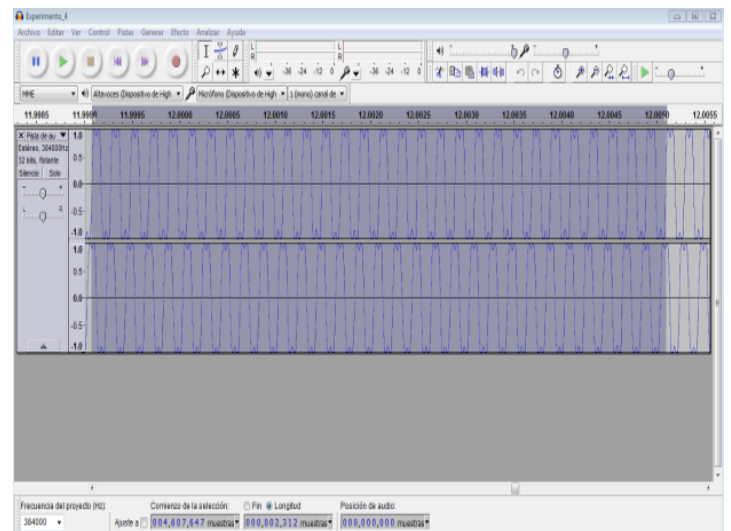 Experimento_4
Archivo Editar Ver Control Pistas Generar Efecto Analizar Ayuda
L
R
-36 -24 -12 0
L
R
-36 -24 -12 0
MME Altavoces (Dispositivo de High Micrófono (Dispositivo de High 1 (mono) canal de
11.9985 11.9990 11.9995 12.0000 12.0005 12.0010 12.0015 12.0020 12.0025 12.0030 12.0035 12.0040 12.0045 12.0050 12.0055
X Pista de au
Estéreo, 384000Hz
32 bits, flotante
Silencio Solo
- +
L R
1.0
0.5
0.0
-0.5
-1.0
1.0
0.5
0.0
-0.5
-1.0
Frecuencia del proyecto (Hz): Comienzo de la selección: Fin Longitud Posición de audio:
384000 Ajuste a 004,607,647 muestras 000,002,312 muestras 000,000,000 muestras